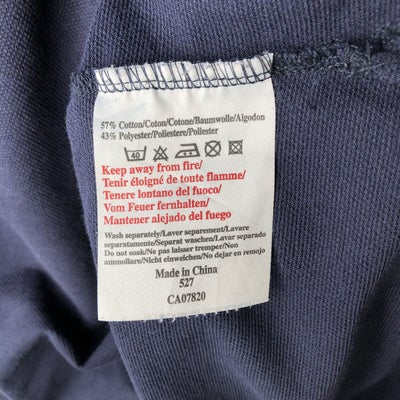 57% Cotton/Coton/Cotone/Baumwolle/Algodon
43% Polyester/Poliestere/Poliester
40
Keep away from fire/
Tenir éloigné de toute flamme/
Tenere lontano del fuoco/
Vom Feuer fernhalten/
Mantener alejado del fuego
Wash separately/Laver separement/Lavare
separatamente/Separat waschen/Lavar separado
Do not soak/Ne pas laisser tremper/Non
ammollare/Nicht einweichen/No dejar en remojo
Made in China
527
CA07820